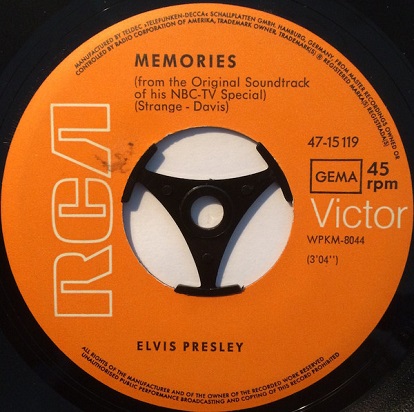 MANUFACTURED BY TELDEC »TELEFUNKEN-DECCA« SCHALLPLATTEN GMBH, HAMBURG, GERMANY, FROM MASTER RECORDINGS OWNED OR
CONTROLLED BY RADIO CORPORATION OF AMERICA, TRADEMARK OWNER. TRADEMARK(S) ® REGISTERED MARCA(S) REGISTRADA(S)
MEMORIES
(from the Original Soundtrack
of his NBC-TV Special)
(Strange - Davis)
47-15 119
GEMA
45
rpm
RCA
Victor
WPKM-8044
(3'04'')
ELVIS PRESLEY
ALL RIGHTS OF THE MANUFACTURER AND OF THE OWNER OF THE RECORDED WORK RESERVED
UNAUTHORISED PUBLIC PERFORMANCE BROADCASTING AND COPYING OF THIS RECORD PROHIBITED